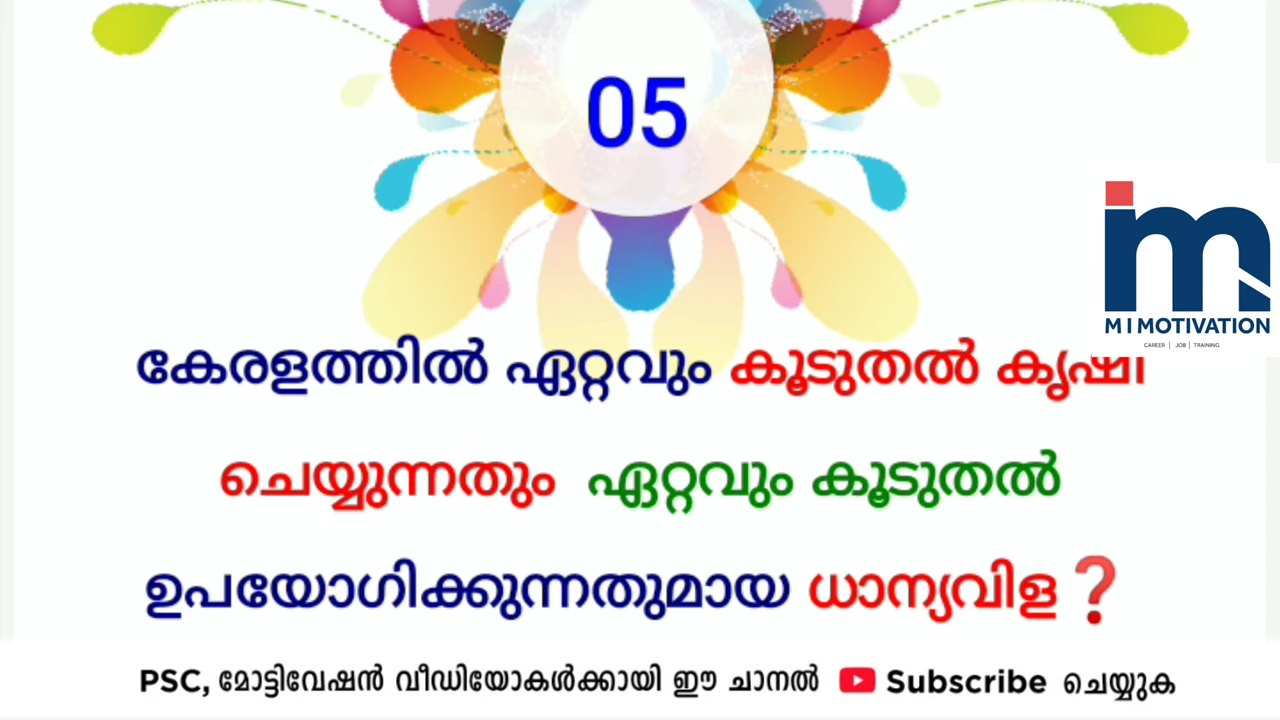 05
M I MOTIVATION
CAREER | JOB | TRAINING
കേരളത്തിൽ ഏറ്റവും കൂടുതൽ കൃഷി
ചെയ്യുന്നതും ഏറ്റവും കൂടുതൽ
ഉപയോഗിക്കുന്നതുമായ ധാന്യവിള❓
PSC, മോട്ടിവേഷൻ വീഡിയോകൾക്കായി ഈ ചാനൽ Subscribe ചെയ്യുക